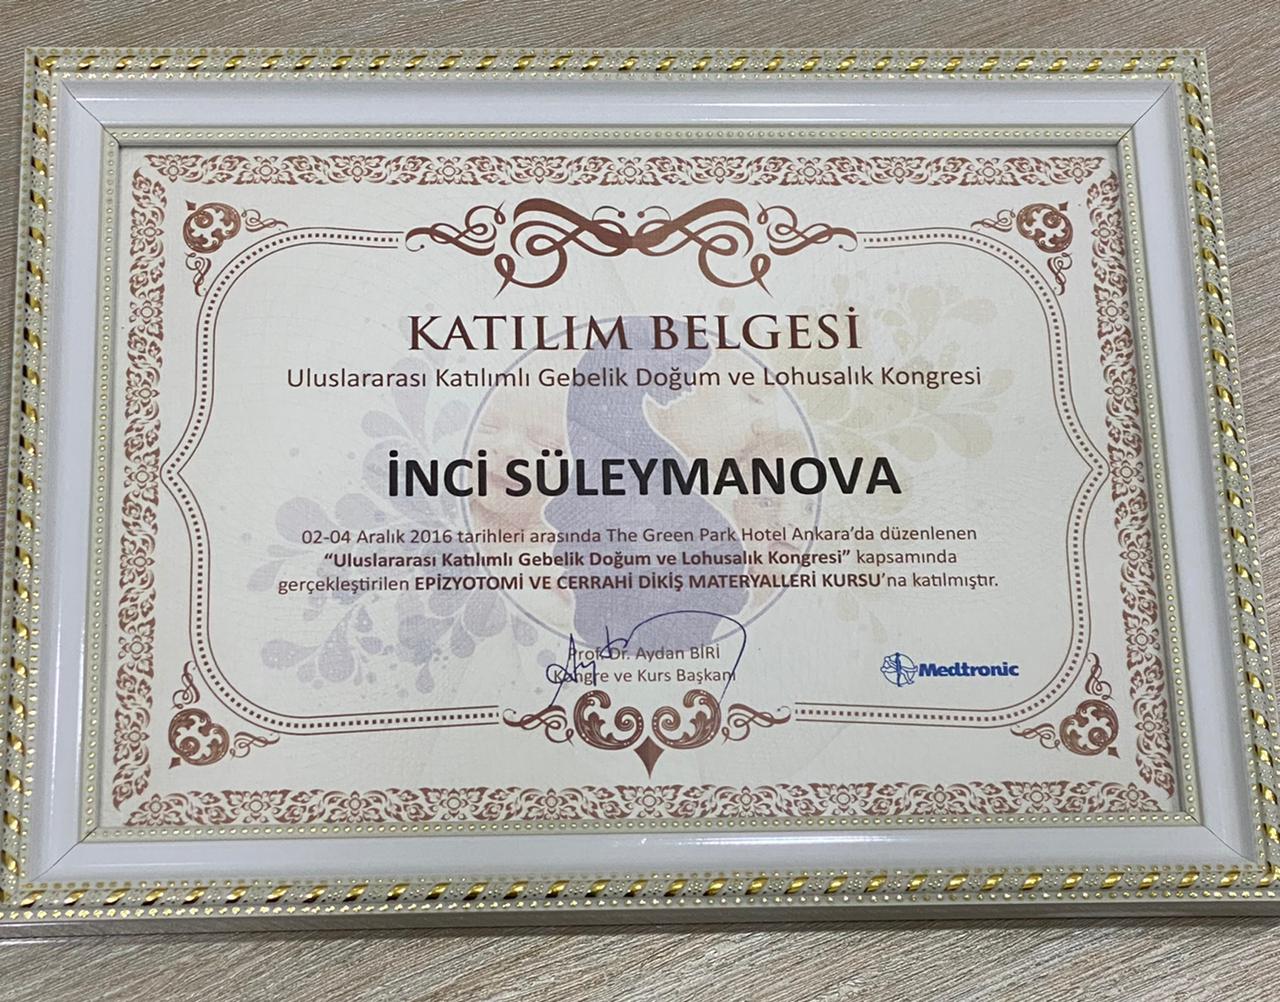 KATILIM BELGESİ
Uluslararası Katılımlı Gebelik Doğum ve Lohusalık Kongresi
İNCİ SÜLEYMANOVA
02-04 Aralık 2016 tarihleri arasında The Green Park Hotel Ankara'da düzenlenen
“Uluslararası Katılımlı Gebelik Doğum ve Lohusalık Kongresi” kapsamında
gerçekleştirilen EPİZYOTOMİ VE CERRAHİ DİKİŞ MATERYALLERİ KURSU'na katılmıştır.
Prof. Dr. Aydan BİRİ
Kongre ve Kurs Başkanı
Medtronic